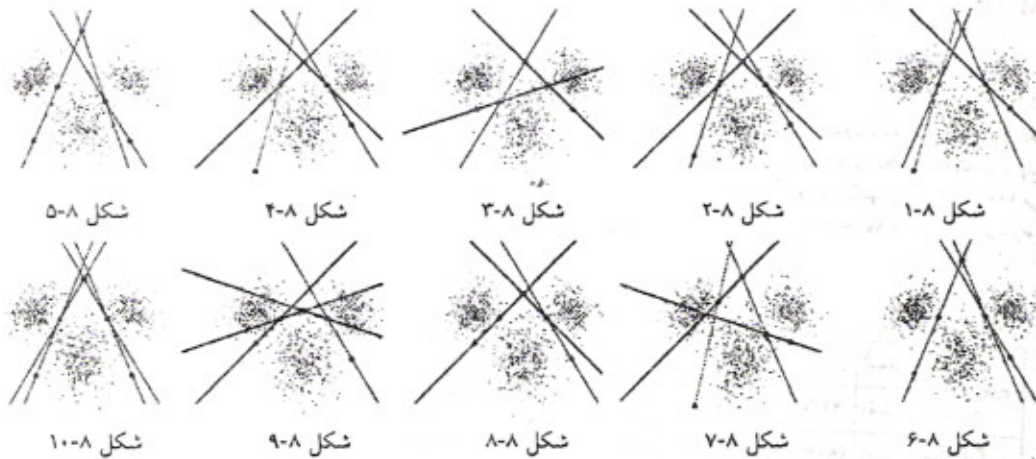 شکل ۸-۱ شکل ۸-۲ شکل ۸-۳ شکل ۸-۴ شکل ۸-۵
شکل ۸-۶ شکل ۸-۷ شکل ۸-۸ شکل ۸-۹ شکل ۸-۱۰